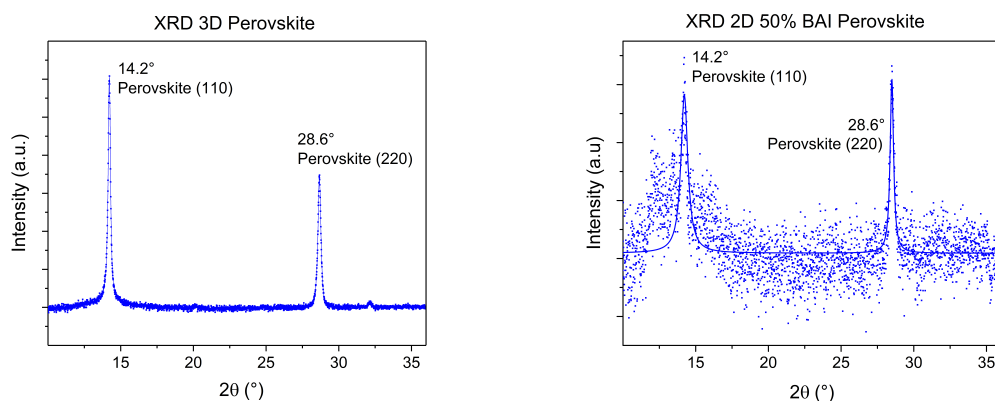 XRD 3D Perovskite
14.2°
Perovskite (110)
28.6°
Perovskite (220)
Intensity (a.u.)
15 20 25 30 35
2θ (°)
XRD 2D 50% BAI Perovskite
14.2°
Perovskite (110)
28.6°
Perovskite (220)
Intensity (a.u)
15 20 25 30 35
2θ (°)